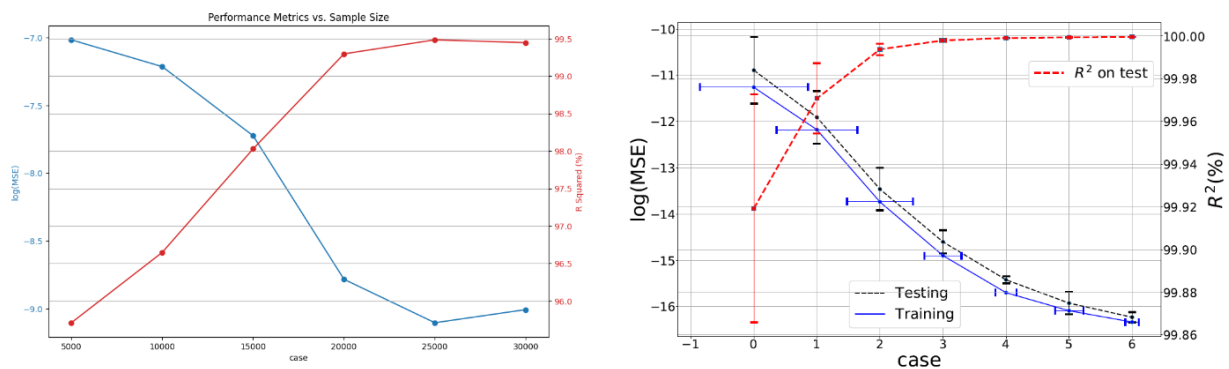 Performance Metrics vs. Sample Size
−7.0
−7.5
−8.0
−8.5
−9.0
log(MSE)
5000 10000 15000 20000 25000 30000
case
99.5
99.0
98.5
98.0
97.5
97.0
96.5
96.0
R Squared (%)
−10
−11
−12
−13
−14
−15
−16
log(MSE)
R² on test
Testing
Training
−1 0 1 2 3 4 5 6
case
100.00
99.98
99.96
99.94
99.92
99.90
99.88
99.86
R²(%)